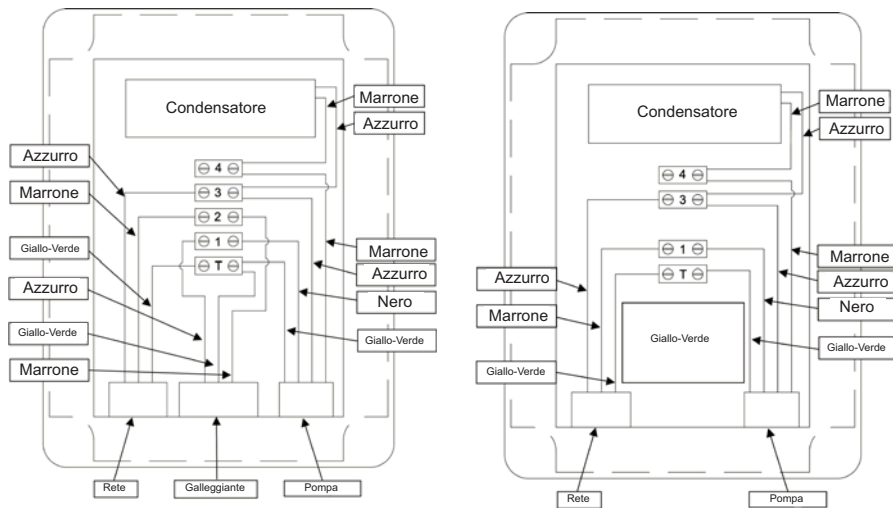 Condensatore
Marrone
Azzurro
Azzurro
Marrone
Giallo-Verde
Azzurro
Giallo-Verde
Marrone
4
3
2
1
T
Marrone
Azzurro
Nero
Giallo-Verde
Rete
Galleggiante
Pompa
Condensatore
Marrone
Azzurro
4
3
1
T
Azzurro
Marrone
Giallo-Verde
Giallo-Verde
Marrone
Azzurro
Nero
Giallo-Verde
Rete
Pompa